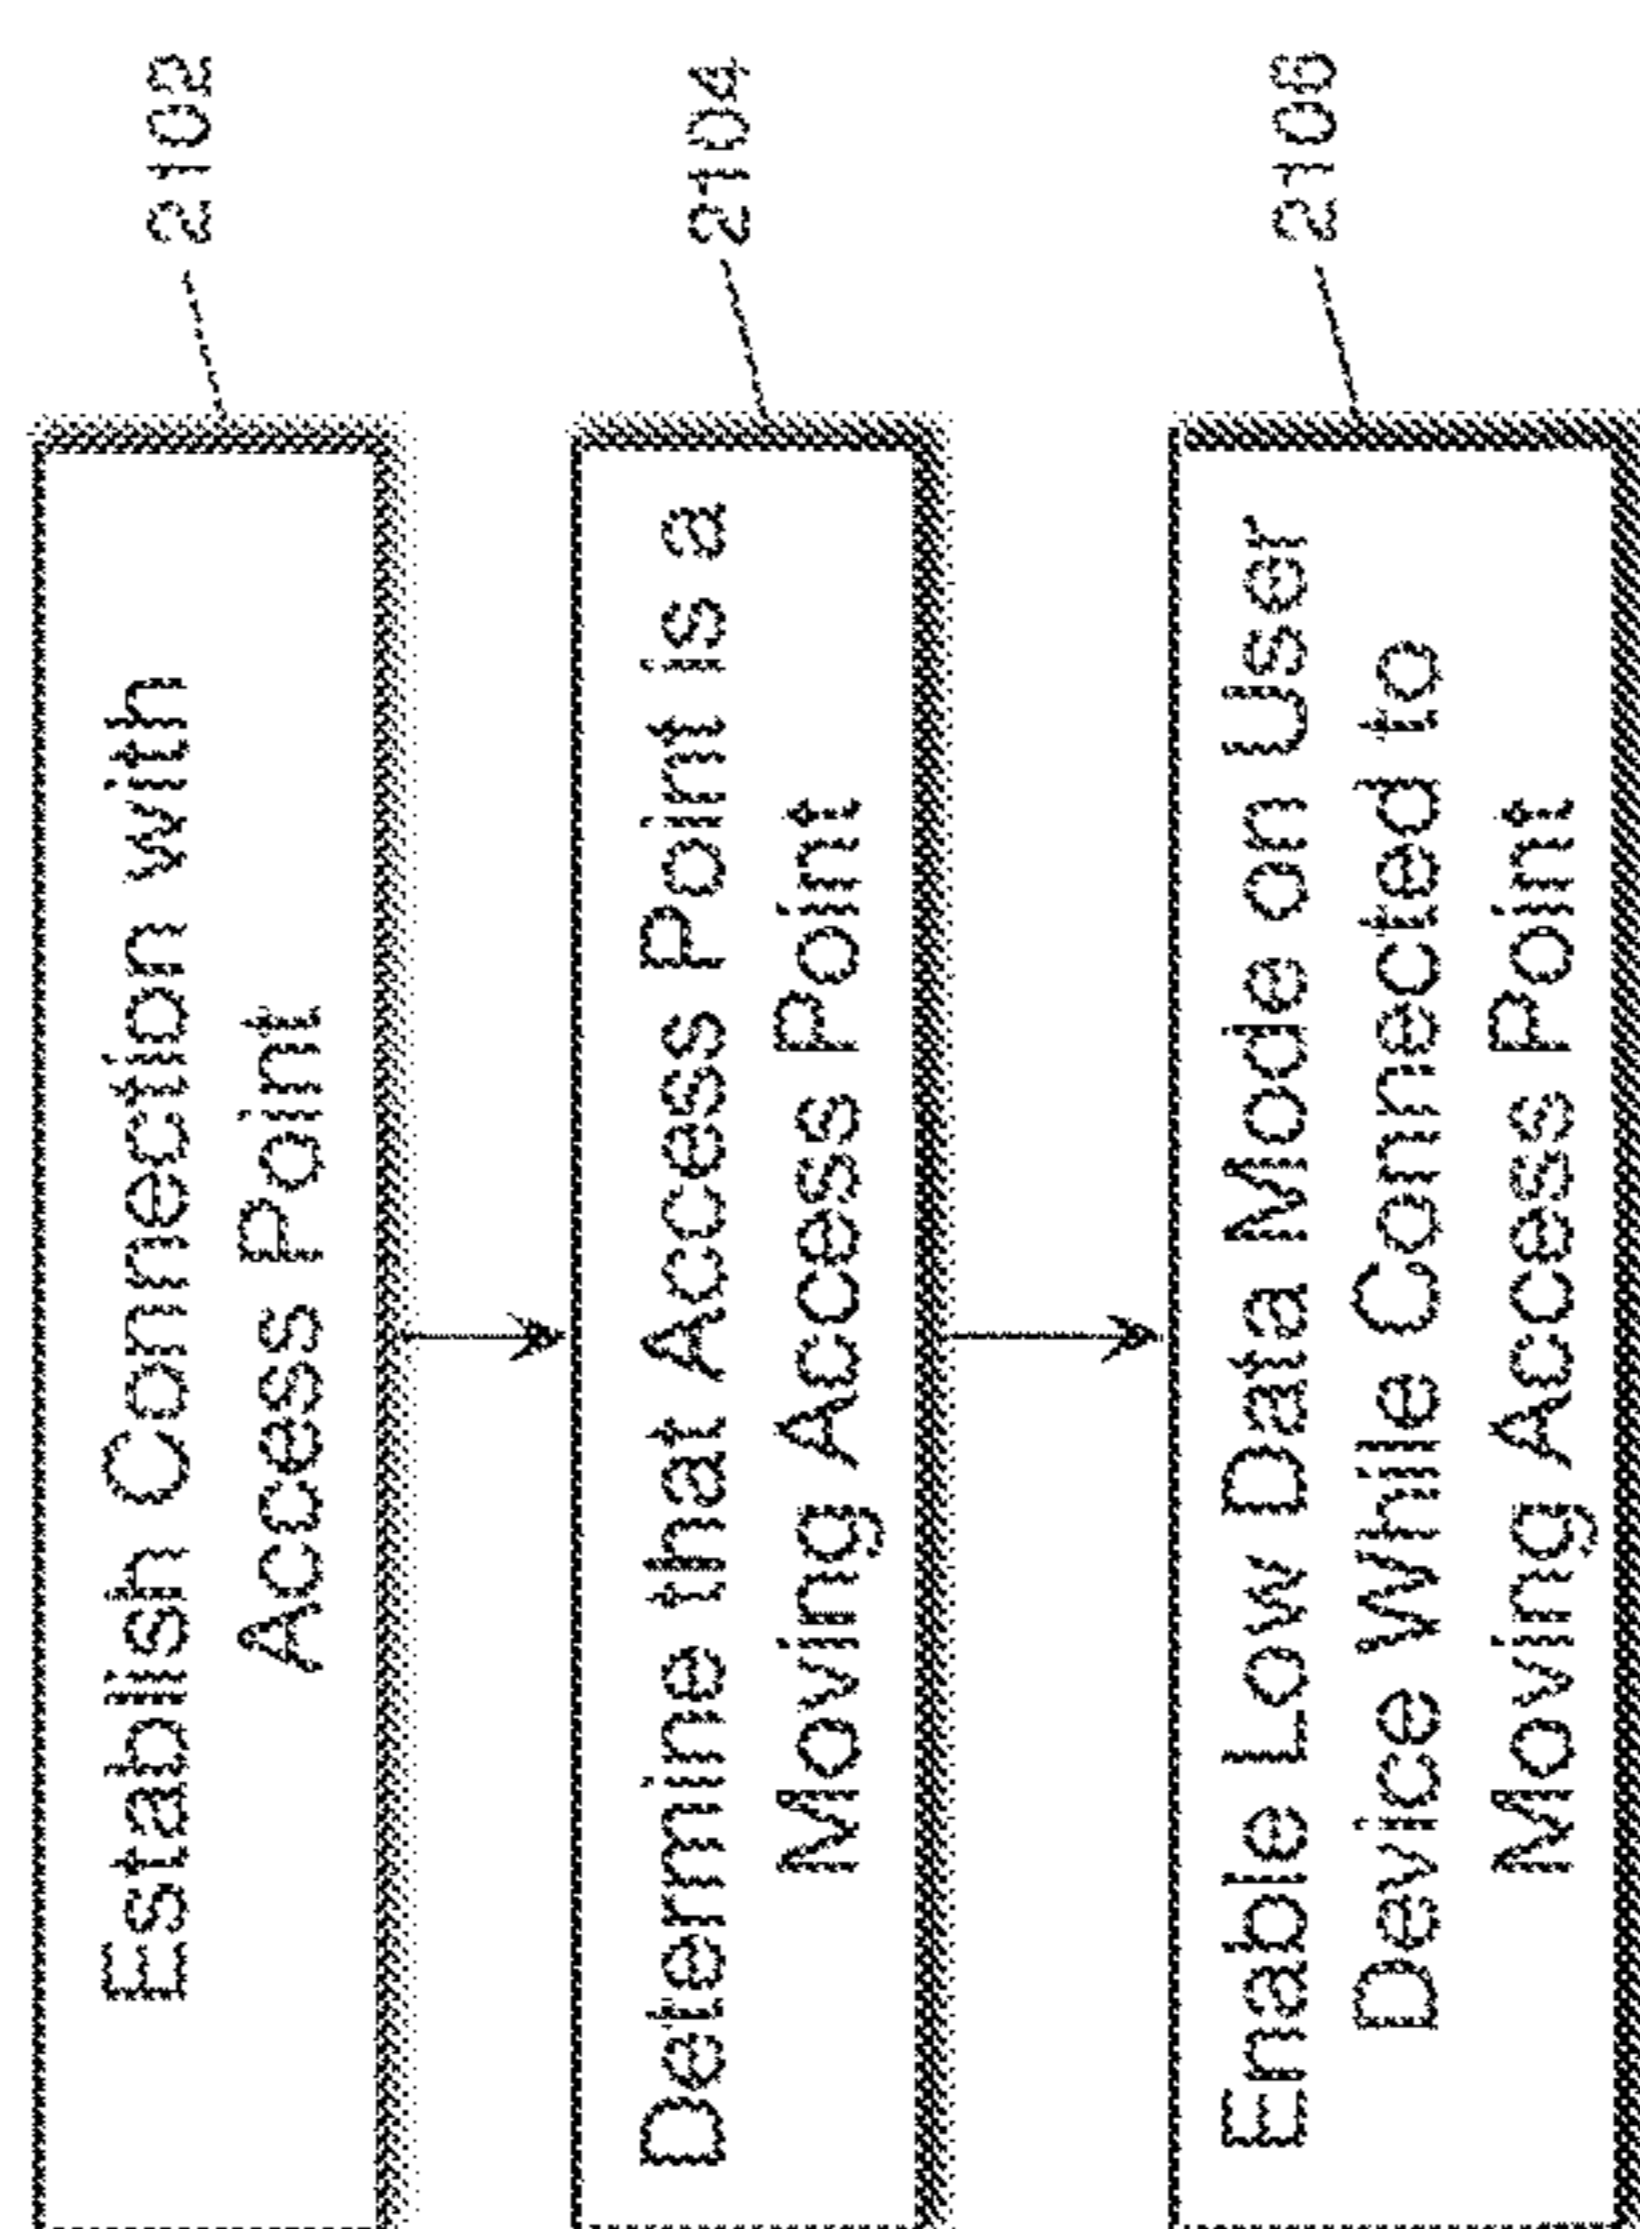 Establish Connection with
Access Point
2102
Determine that Access Point is a
Moving Access Point
2104
Enable Low Data Mode on User
Device While Connected to
Moving Access Point
2106